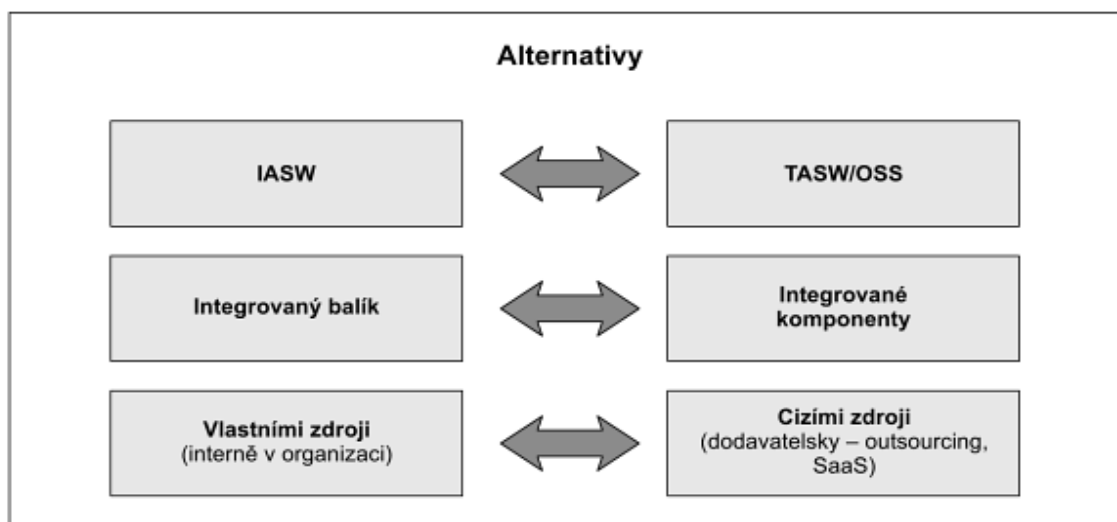 Alternativy
IASW
TASW/OSS
Integrovaný balík
Integrované
komponenty
Vlastními zdroji
(interně v organizaci)
Cizími zdroji
(dodavatelsky – outsourcing,
SaaS)